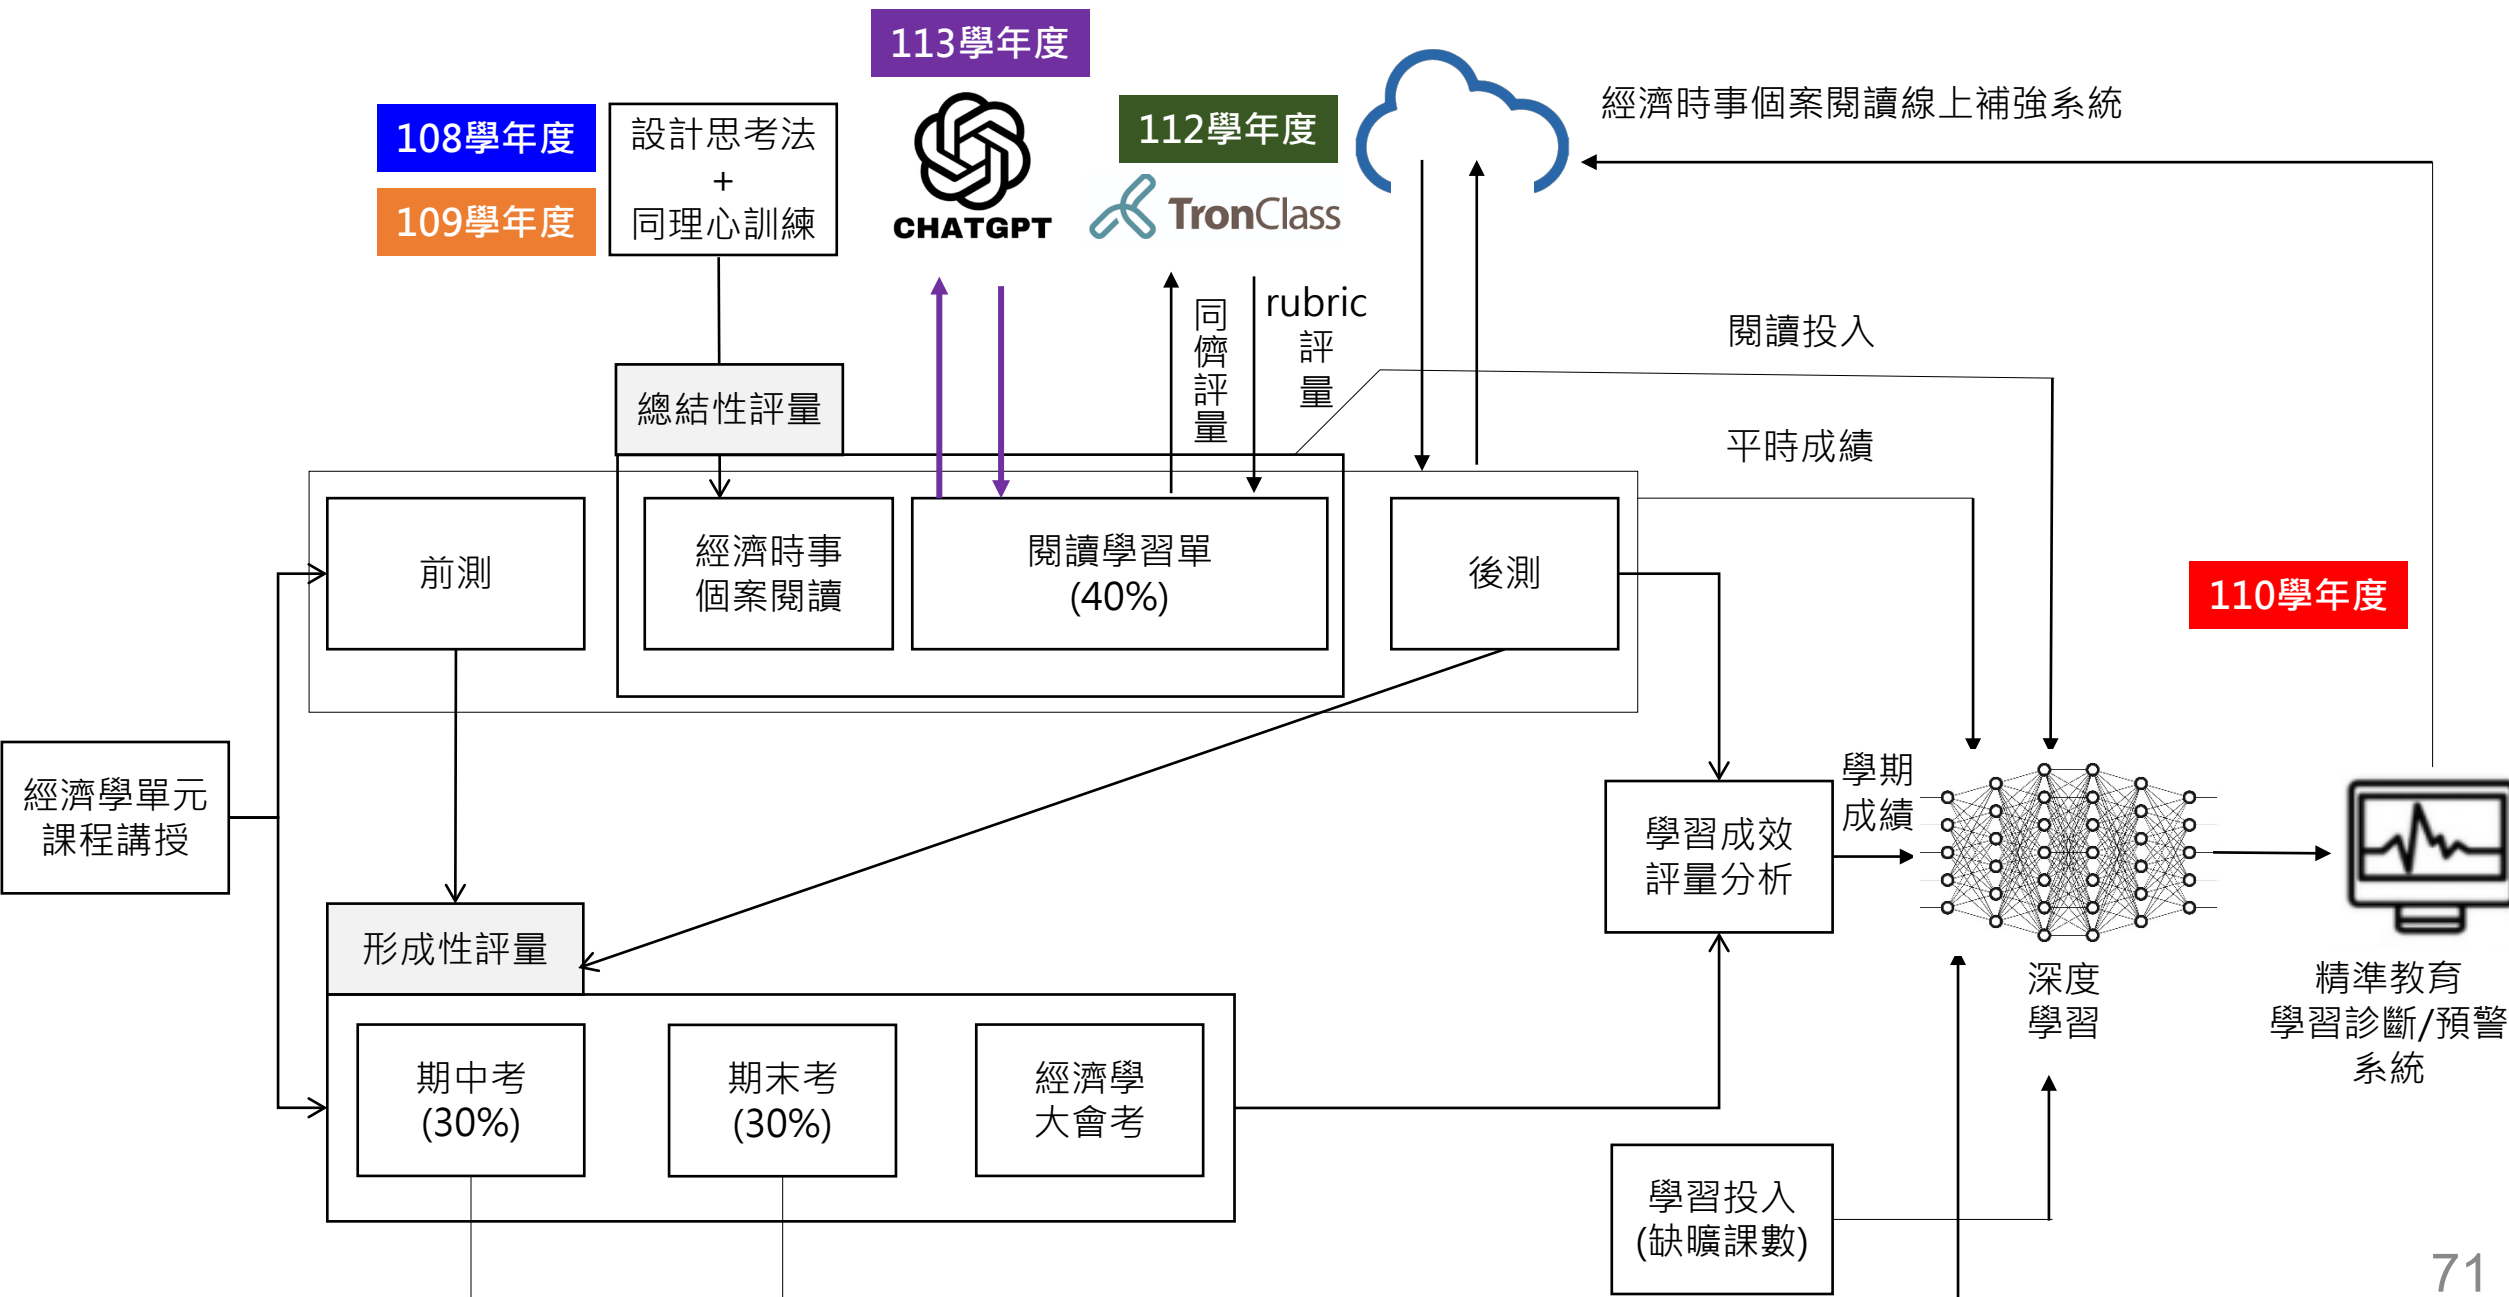 113學年度
108學年度
109學年度
設計思考法
+
同理心訓練
CHATGPT
112學年度
TronClass
經濟時事個案閱讀線上補強系統
同儕評量
rubric
評
量
閱讀投入
平時成績
總結性評量
前測
經濟時事
個案閱讀
閱讀學習單
(40%)
後測
110學年度
經濟學單元
課程講授
學習成效
評量分析
學期
成績
形成性評量
深度
學習
精準教育
學習診斷/預警
系統
期中考
(30%)
期末考
(30%)
經濟學
大會考
學習投入
(缺曠課數)
71